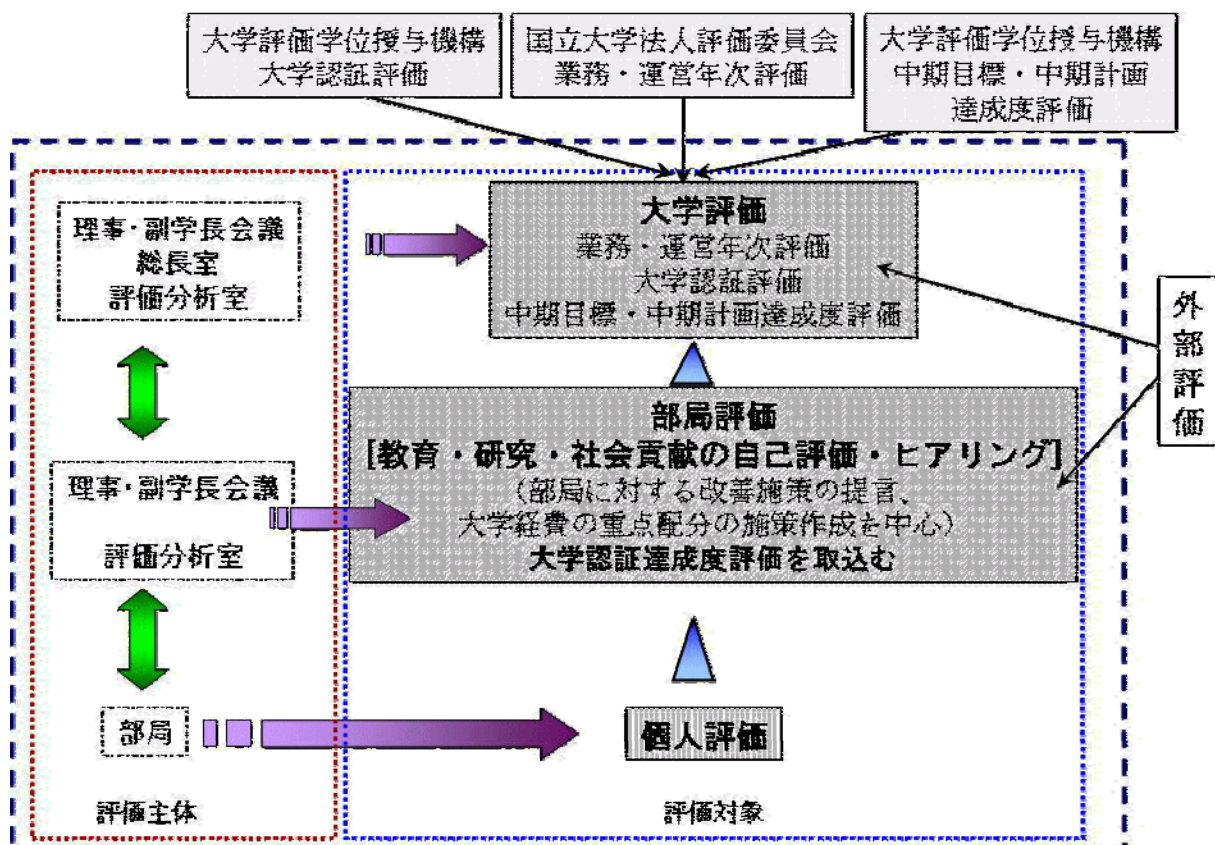 大学評価学位授与機構
大学認証評価
国立大学法人評価委員会
業務・運営年次評価
大学評価学位授与機構
中期目標・中期計画
達成度評価
理事・副学長会議
総長室
評価分析室
大学評価
業務・運営年次評価
大学認証評価
中期目標・中期計画達成度評価
外部評価
部局評価
[教育・研究・社会貢献の自己評価・ヒアリング]
（部局に対する改善施策の提言、
大学経費の重点配分の施策作成を中心）
大学認証達成度評価を取込む
理事・副学長会議
評価分析室
部局
個人評価
評価主体
評価対象